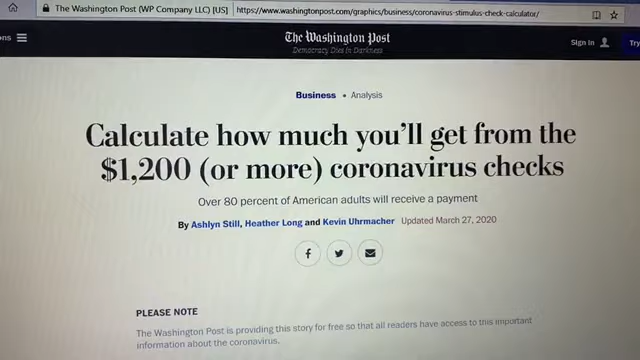 The Washington Post (WP Company LLC) [US] https://www.washingtonpost.com/graphics/business/coronavirus-stimulus-check-calculator/
The Washington Post
Democracy Dies in Darkness
Sign In
Try
Business • Analysis
Calculate how much you'll get from the
$1,200 (or more) coronavirus checks
Over 80 percent of American adults will receive a payment
By Ashlyn Still, Heather Long and Kevin Uhrmacher Updated March 27, 2020
PLEASE NOTE
The Washington Post is providing this story for free so that all readers have access to this important
information about the coronavirus.